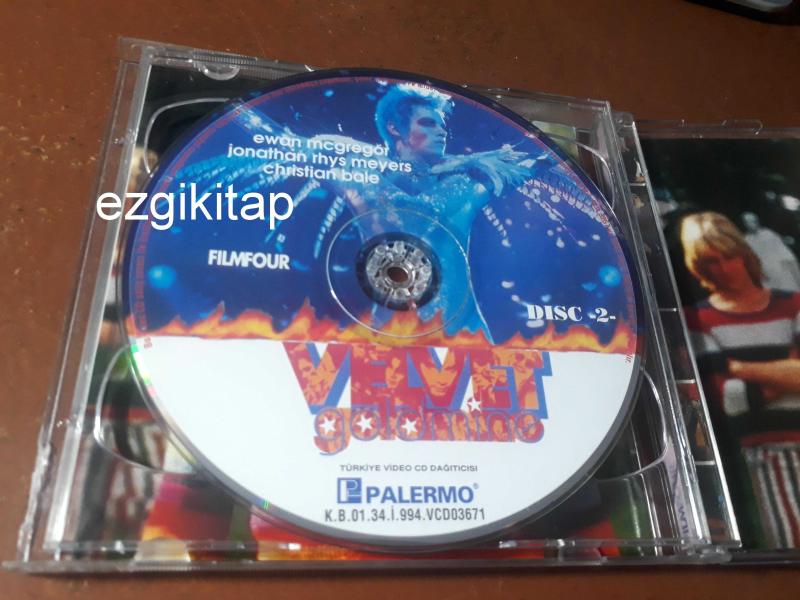 ewan mcgregor
jonathan rhys meyers
christian bale
ezgikitap
FILMFOUR
DISC -2-
VELVET
goldmine
TÜRKİYE VİDEO CD DAĞITICISI
PALERMO®
K.B.01.34.İ.994.VCD03671